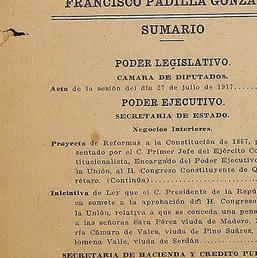 FRANCISCO PADILLA
SUMARIO
PODER LEGISLATIVO.
CAMARA DE DIPUTADOS.
Acta de la sesión del día 27 de julio de 1917
PODER EJECUTIVO,
SECRETARIA DE ESTADO.
Negocios Interiores.
Proyecto de Reformas a la Constitución de 1857, p
sentado por el C. Primer Jefe del Ejército Co
titucionalista, Encargado del Poder Ejecutivo
la Unión, al H. Congreso Constituyente de Q
rétaro. (Continúa)
Iniciativa de Ley que el C. Presidente de la Repú
ca somete a la aprobación del H. Congreso
la Unión, relativa a que se conceda una pens
a las señoras Sara Pérez viuda de Madero,
ría Cámara de Vales, viuda de Pino Suárez,
lomena Valle, viuda de Serdán
SECRETARIA DE HACIENDA Y CREDITO